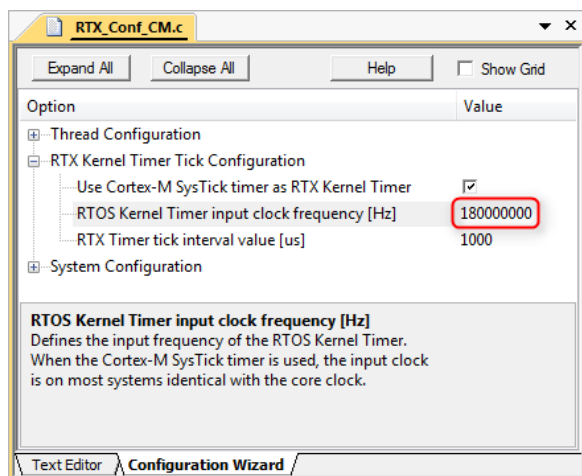 RTX_Conf_CM.c
Expand All Collapse All Help Show Grid
Option Value
Thread Configuration
RTX Kernel Timer Tick Configuration
Use Cortex-M SysTick timer as RTX Kernel Timer
RTOS Kernel Timer input clock frequency [Hz] 180000000
RTX Timer tick interval value [us] 1000
System Configuration
RTOS Kernel Timer input clock frequency [Hz]
Defines the input frequency of the RTOS Kernel Timer.
When the Cortex-M SysTick timer is used, the input clock
is on most systems identical with the core clock.
Text Editor Configuration Wizard